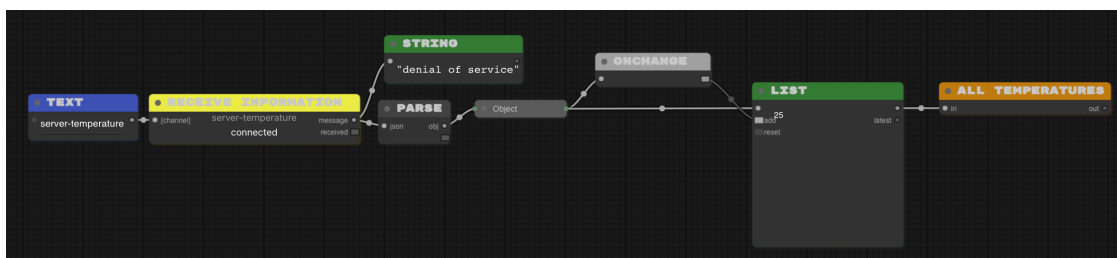 TEXT
server-temperature
RECEIVE INFORMATION
[channel]
server-temperature
message
connected
received
STRING
"denial of service"
PARSE
json
obj
Object
ONCHANGE
LIST
25
add
reset
latest
ALL TEMPERATURES
in
out